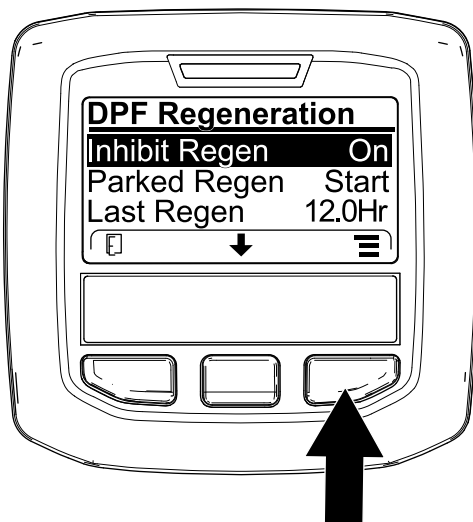 DPF Regeneration
Inhibit Regen On
Parked Regen Start
Last Regen 12.0Hr